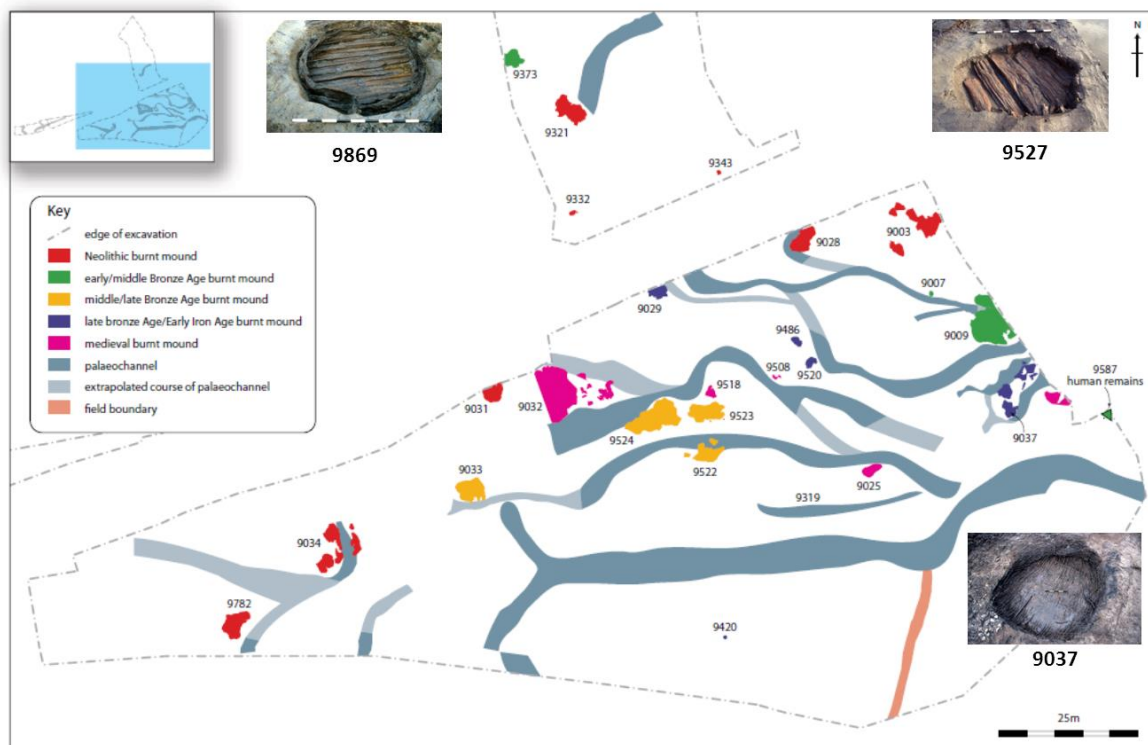 N
9869
9527
9373
9321
9343
9332
Key
edge of excavation
Neolithic burnt mound
early/middle Bronze Age burnt mound
middle/late Bronze Age burnt mound
late bronze Age/Early Iron Age burnt mound
medieval burnt mound
palaeochannel
extrapolated course of palaeochannel
field boundary
9028
9003
9007
9009
9029
9486
9520
9508
9518
9587
human remains
9031
9032
9523
9524
9037
9522
9033
9025
9319
9034
9782
9420
9037
25m